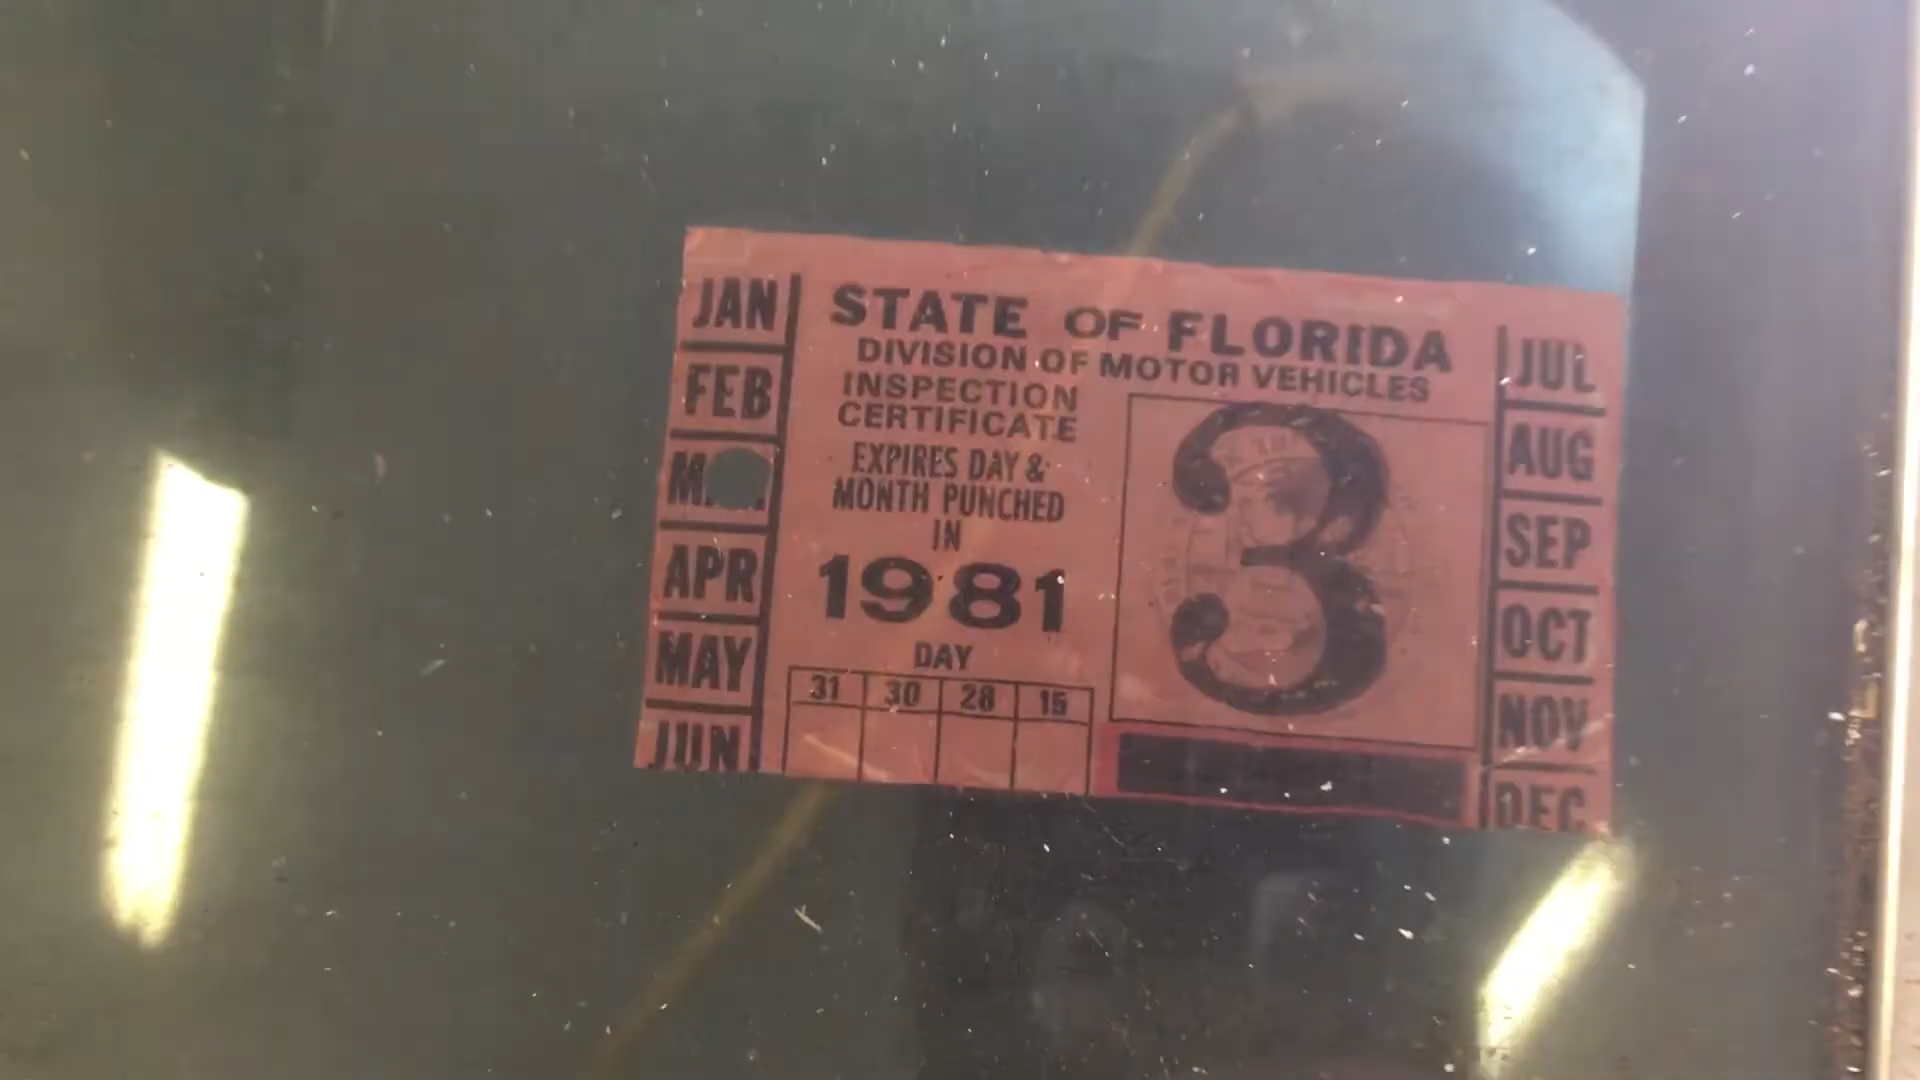 JAN
FEB
APR
MAY
JUN
STATE OF FLORIDA
DIVISION OF MOTOR VEHICLES
INSPECTION
CERTIFICATE
EXPIRES DAY &
MONTH PUNCHED
IN
1981
DAY
31 30 28 15
3
JUL
AUG
SEP
OCT
NOV
DEC